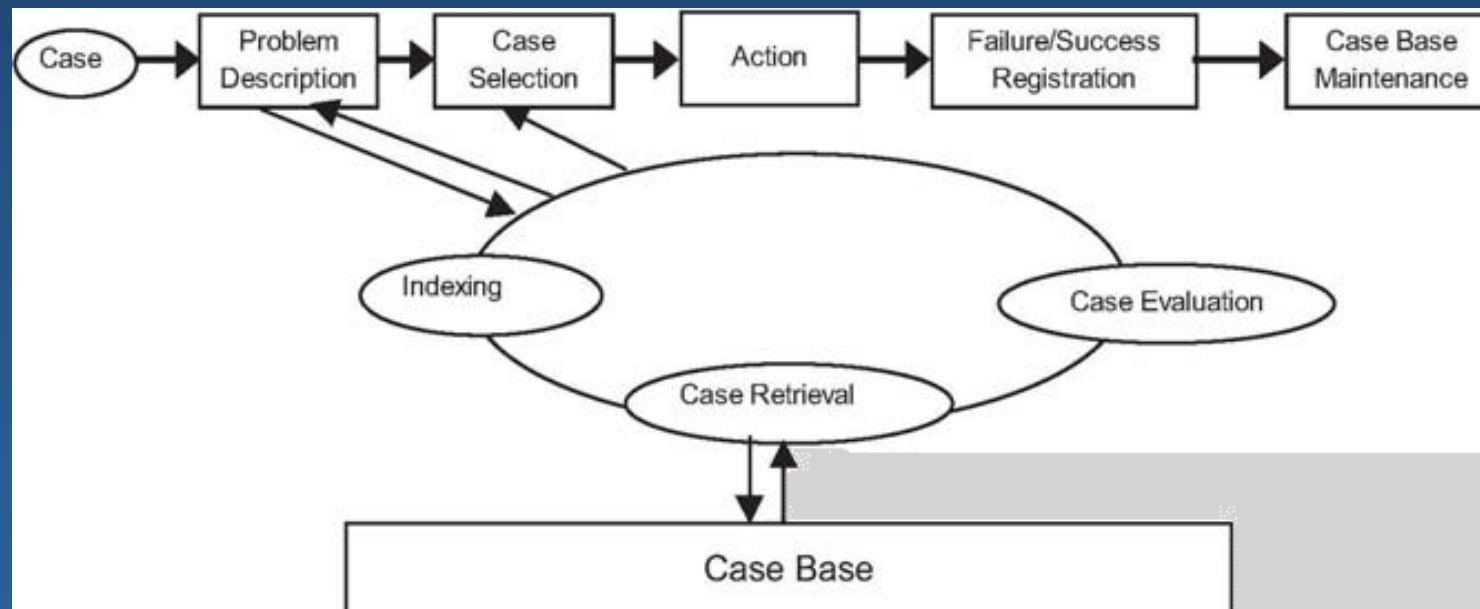 Case
Problem
Description
Case
Selection
Action
Failure/Success
Registration
Case Base
Maintenance
Indexing
Case Evaluation
Case Retrieval
Case Base